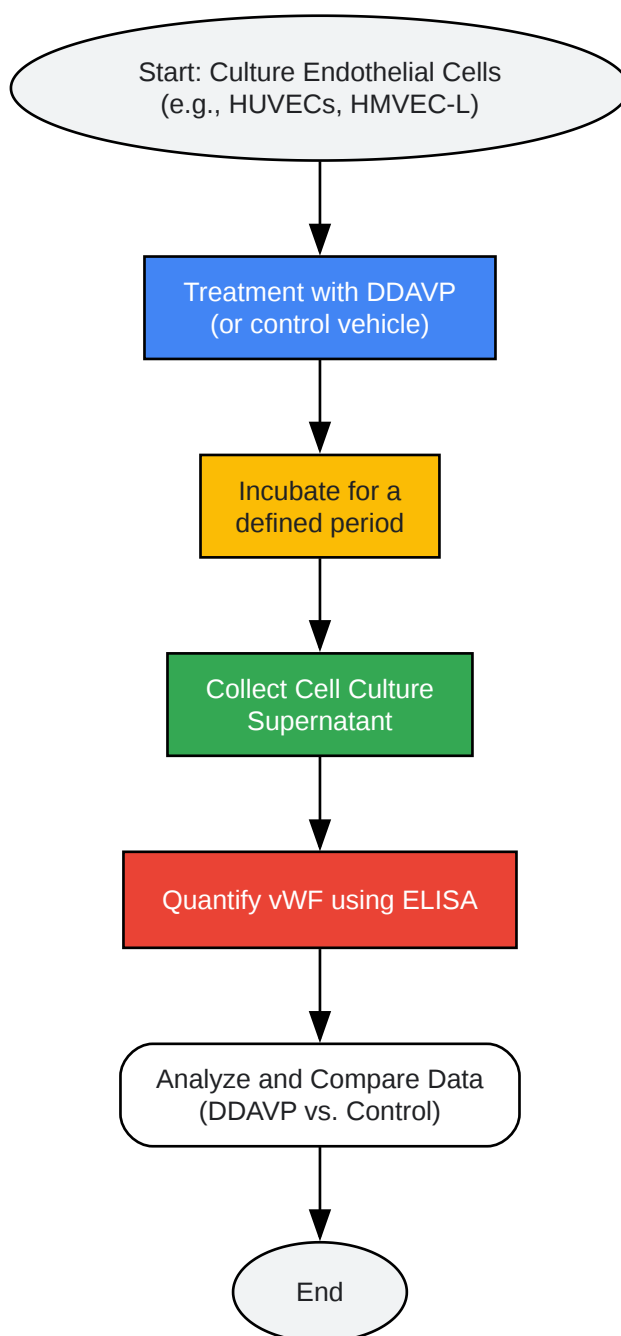 Start: Culture Endothelial Cells
(e.g., HUVECs, HMVEC-L)
Treatment with DDAVP
(or control vehicle)
Incubate for a
defined period
Collect Cell Culture
Supernatant
Quantify vWF using ELISA
Analyze and Compare Data
(DDAVP vs. Control)
End